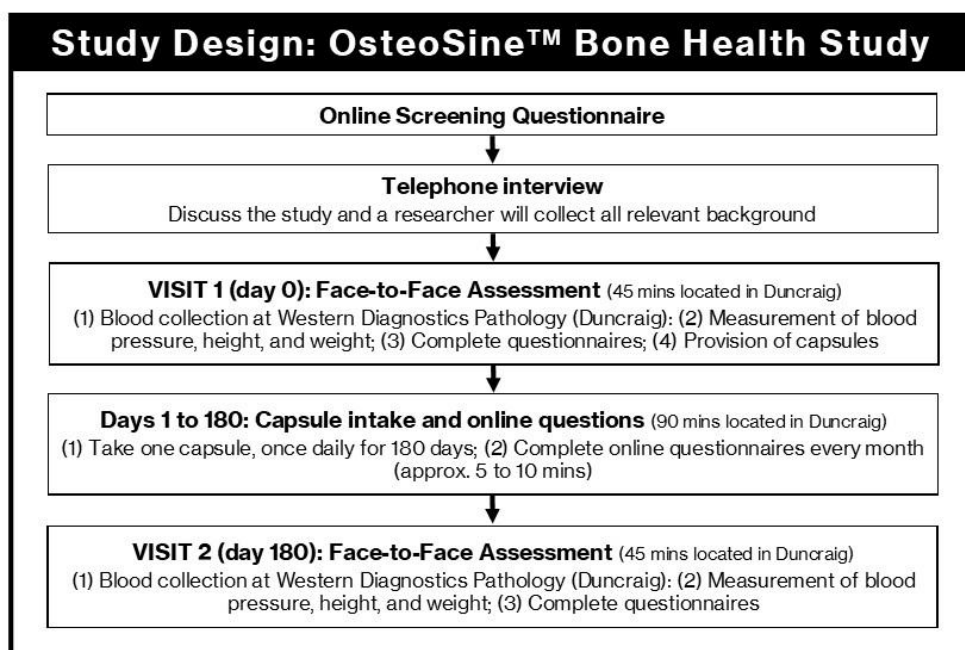 Study Design: OsteoSine™ Bone Health Study
Online Screening Questionnaire
Telephone interview
Discuss the study and a researcher will collect all relevant background
VISIT 1 (day 0): Face-to-Face Assessment (45 mins located in Duncraig)
(1) Blood collection at Western Diagnostics Pathology (Duncraig): (2) Measurement of blood
pressure, height, and weight; (3) Complete questionnaires; (4) Provision of capsules
Days 1 to 180: Capsule intake and online questions (90 mins located in Duncraig)
(1) Take one capsule, once daily for 180 days; (2) Complete online questionnaires every month
(approx. 5 to 10 mins)
VISIT 2 (day 180): Face-to-Face Assessment (45 mins located in Duncraig)
(1) Blood collection at Western Diagnostics Pathology (Duncraig): (2) Measurement of blood
pressure, height, and weight; (3) Complete questionnaires